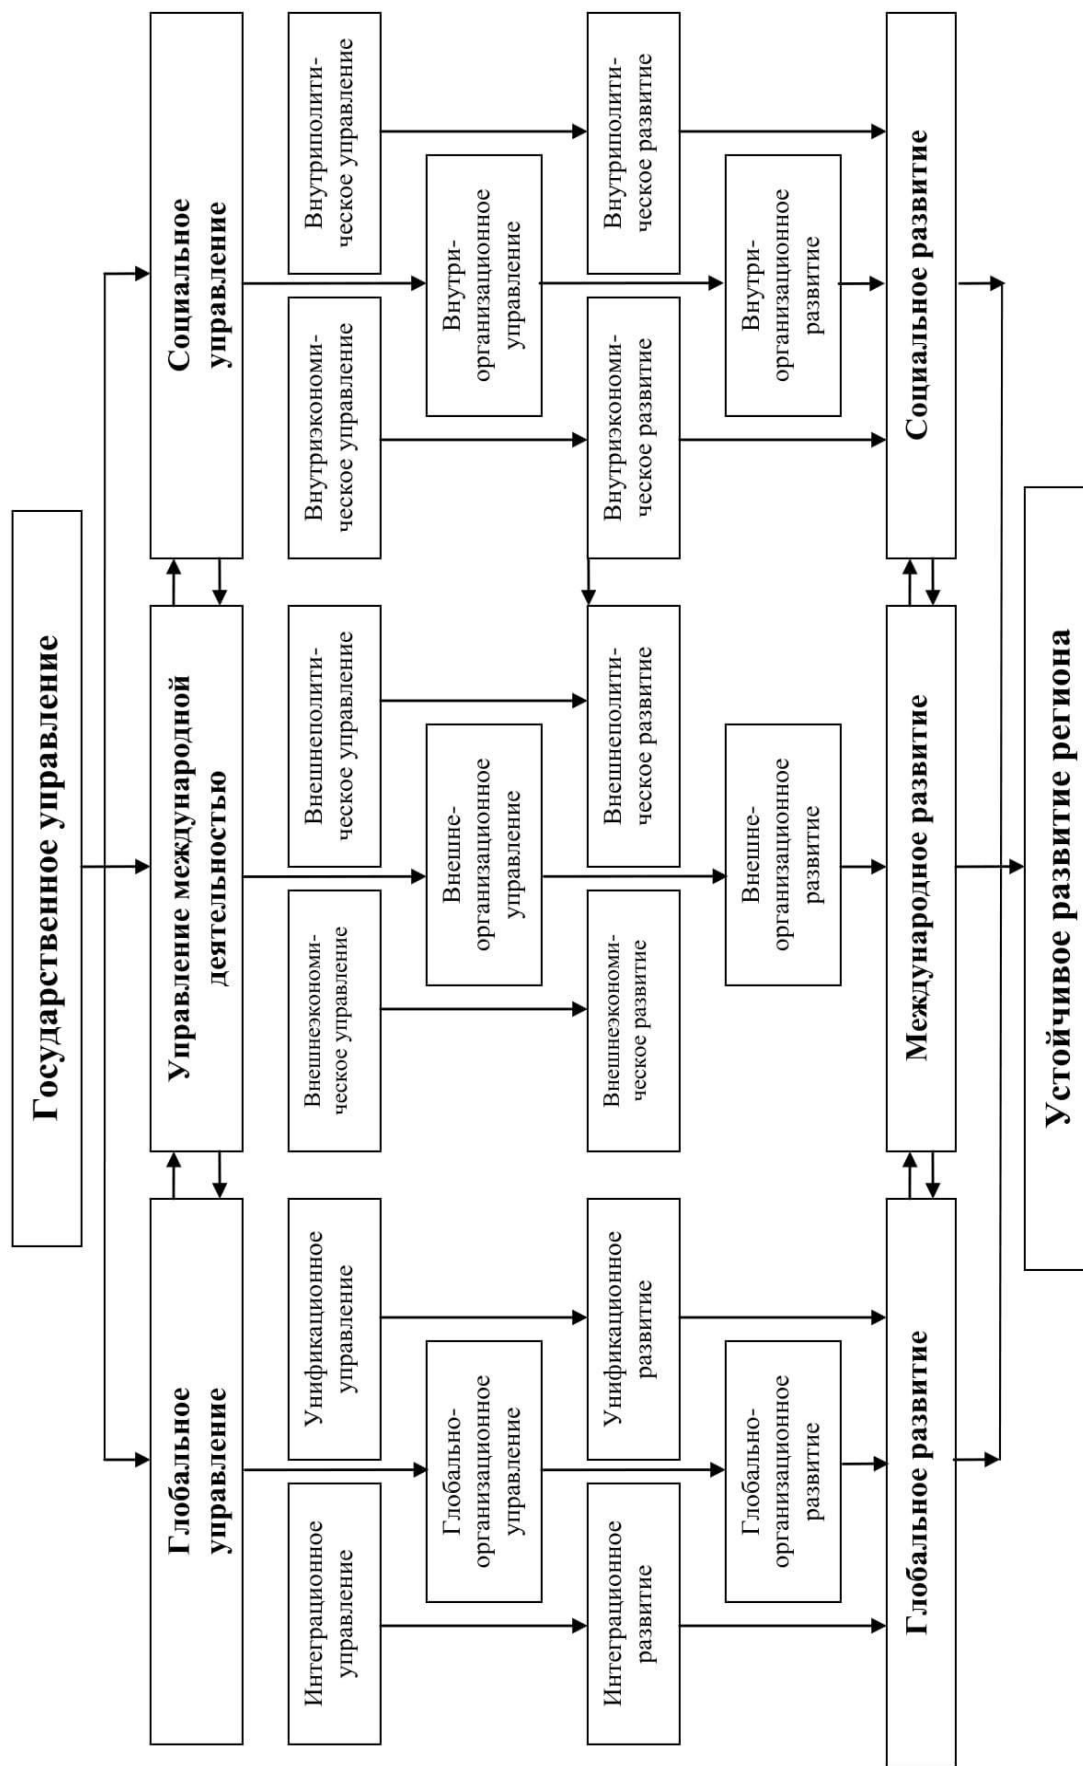 Государственное управление
Глобальное
управление
Управление международной
деятельностью
Социальное
управление
Интеграционное
управление
Унификационное
управление
Внешнеэкономи-
ческое управление
Внешнеполити-
ческое управление
Внутриэкономи-
ческое управление
Внутриполити-
ческое управление
Глобально-
организационное
управление
Внешне-
организационное
управление
Внутри-
организационное
управление
Интеграционное
развитие
Унификационное
развитие
Внешнеэкономи-
ческое развитие
Внешнеполити-
ческое развитие
Внутриэкономи-
ческое развитие
Внутриполити-
ческое развитие
Глобально-
организационное
развитие
Внешне-
организационное
развитие
Внутри-
организационное
развитие
Глобальное развитие
Международное развитие
Социальное развитие
Устойчивое развитие региона